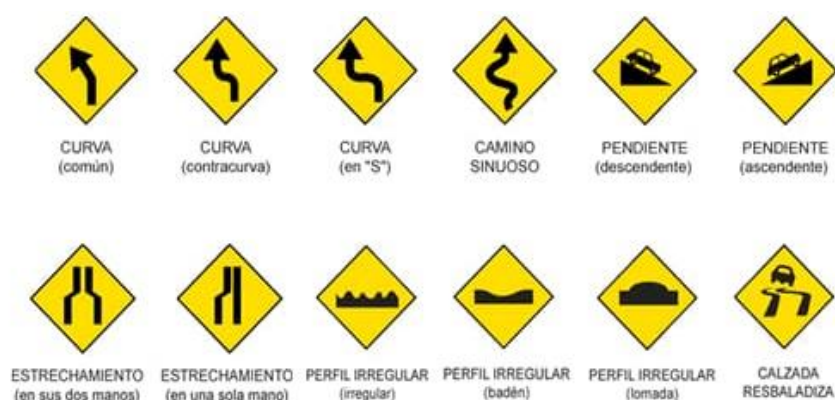 CURVA
(común)
CURVA
(contracurva)
CURVA
(en "S")
CAMINO
SINUOSO
PENDIENTE
(descendente)
PENDIENTE
(ascendente)
ESTRECHAMIENTO
(en sus dos manos)
ESTRECHAMIENTO
(en una sola mano)
PERFIL IRREGULAR
(irregular)
PERFIL IRREGULAR
(badén)
PERFIL IRREGULAR
(lomada)
CALZADA
RESBALADIZA